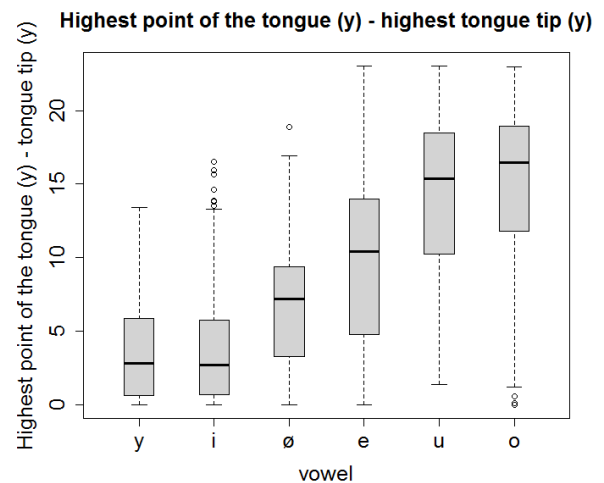 Highest point of the tongue (y) - highest tongue tip (y)
Highest point of the tongue (y) - tongue tip (y)
20
15
10
5
0
y i ø e u o
vowel